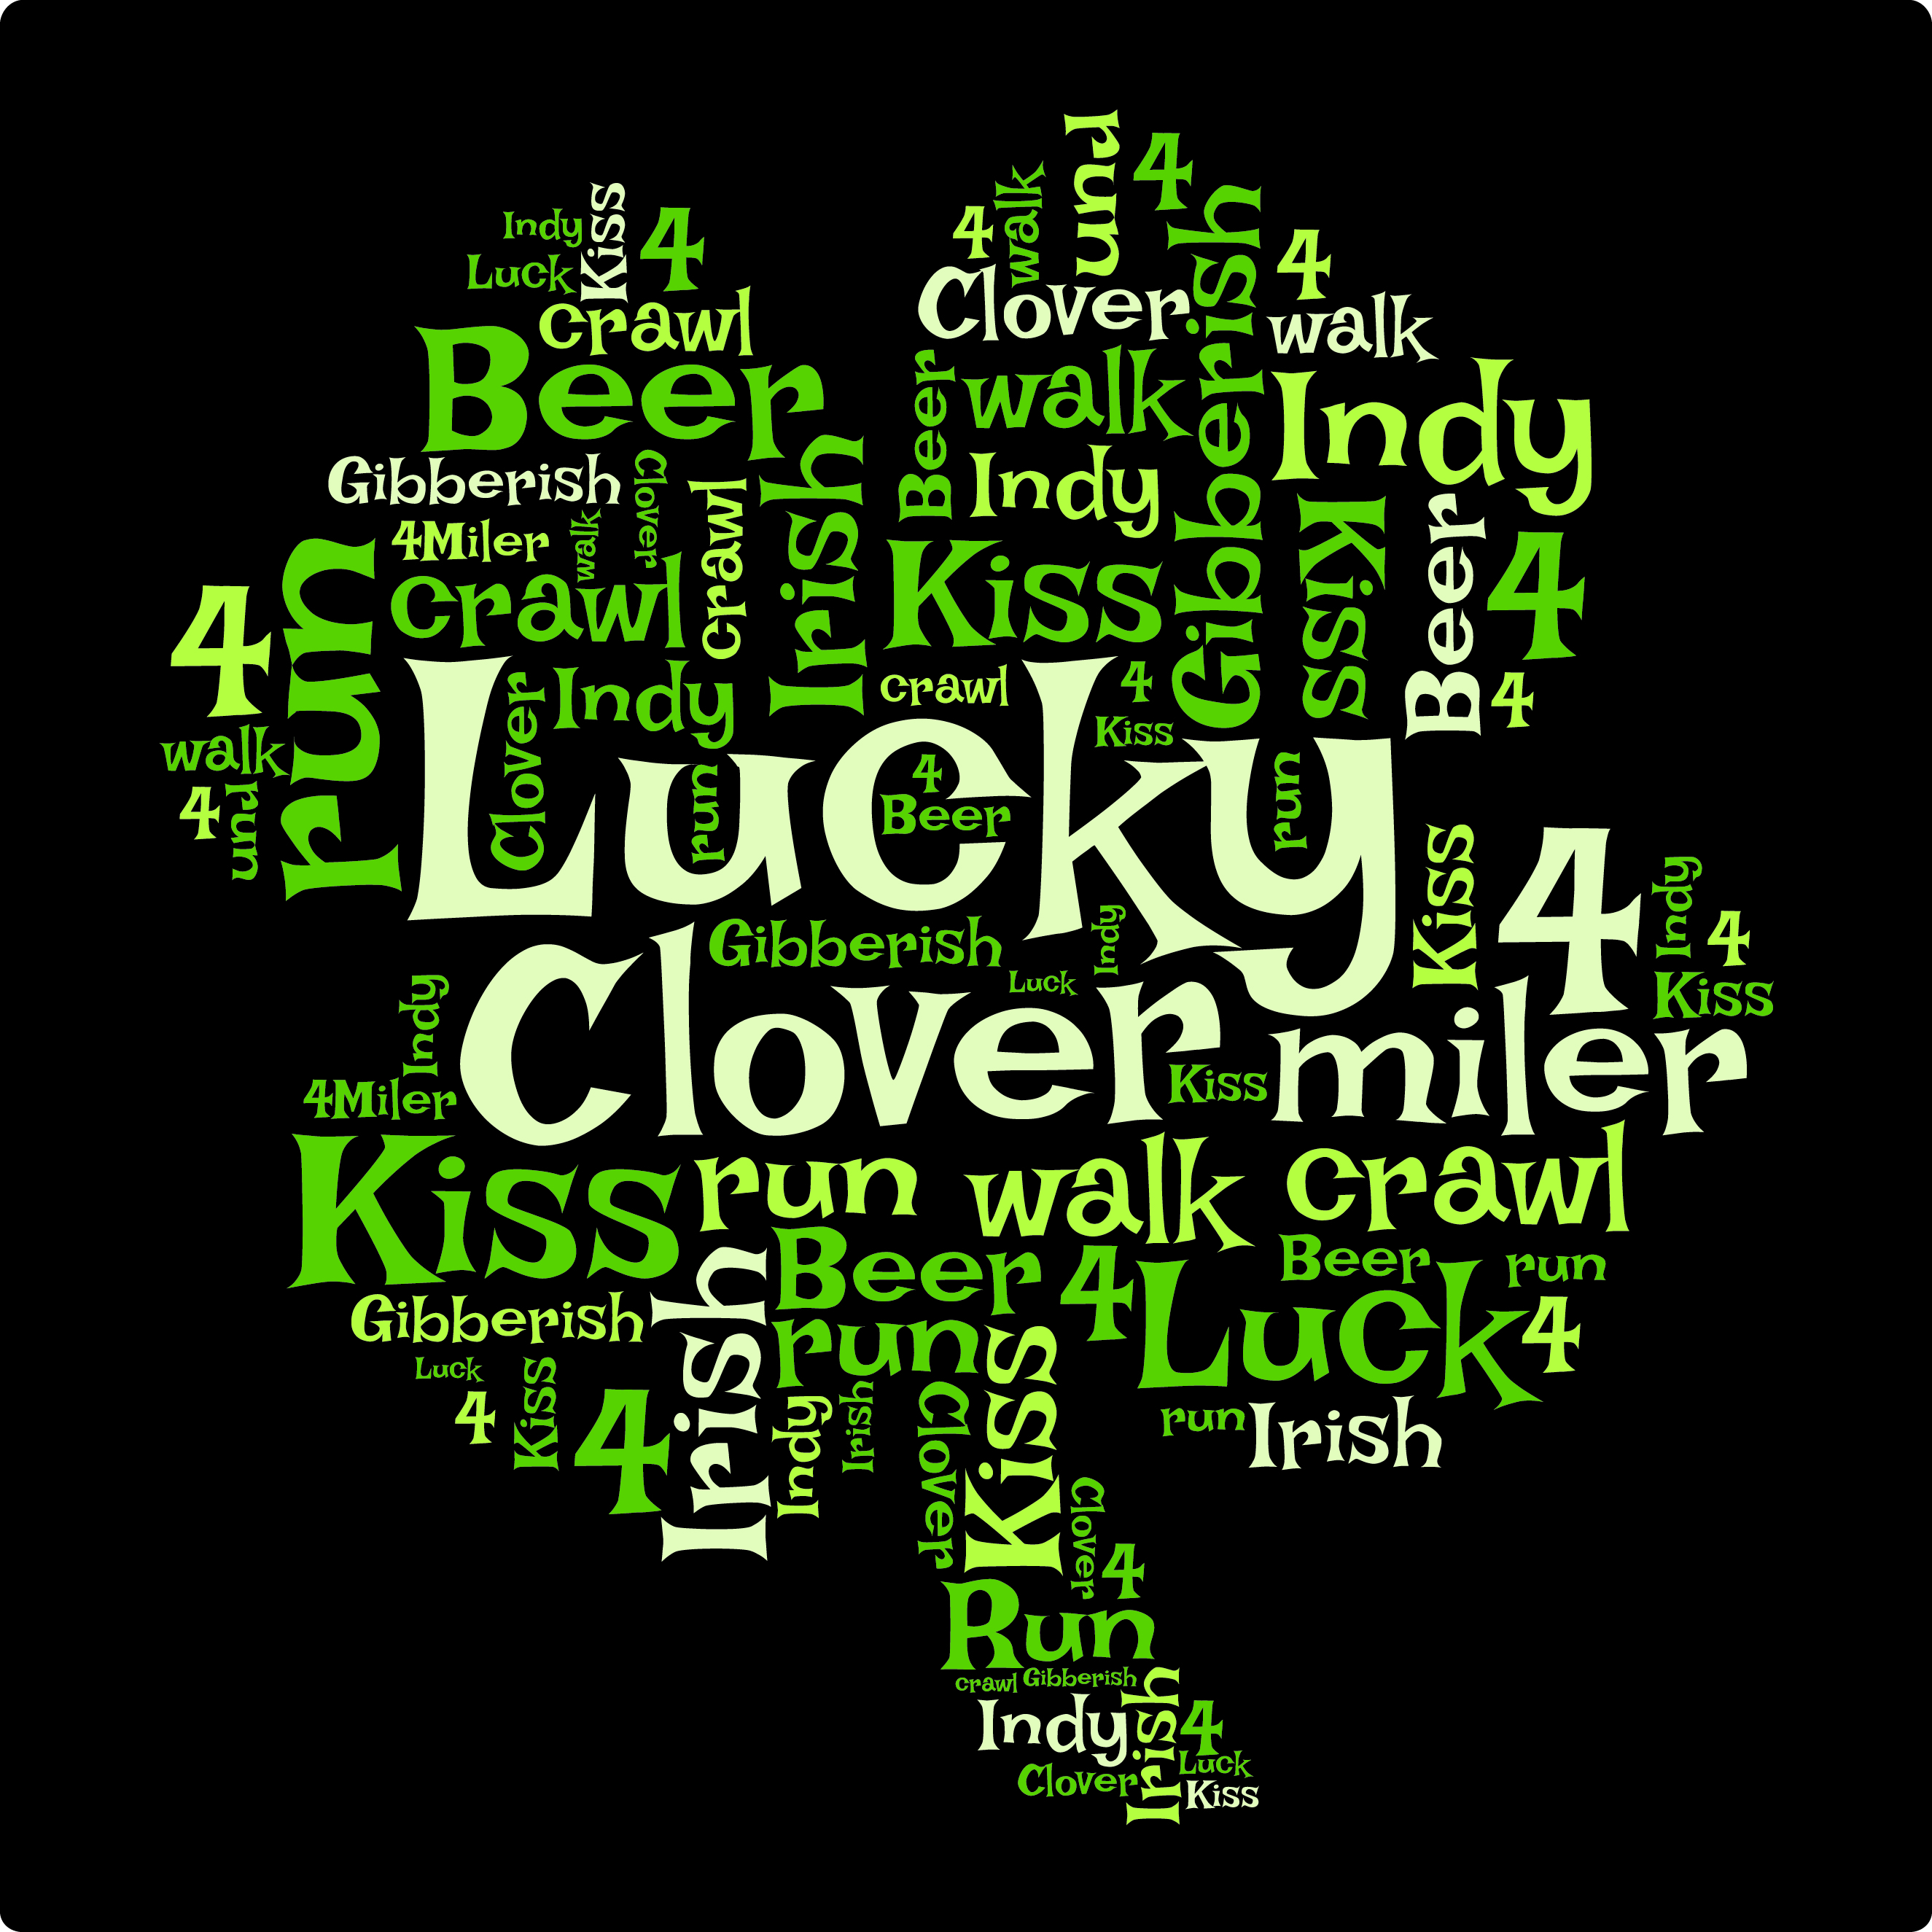 run
4
walk
4
Kiss
Indy
4
Luck
Gibberish
4
Clover
crawl
walk
Beer
Beer
walk
Indy
Irish
Indy
Gibberish
Clover
crawl
Kiss
Beer
4Miler
walk
run
Kiss
4
crawl
4
Lucky
Clover
Indy
crawl
4
4
Kiss
walk
4
run
run
4
Beer
run
Kiss
4
Indy
4
Gibberish
Indy
Luck
Kiss
Clover
Indy
miler
4Miler
Kiss
Kiss
run walk crawl
Irish
Beer
4
Luck
Beer
run
Gibberish
run
Kiss
4
Luck
Kiss
4
4
Indy
Irish
Clover
run
Irish
Clover
4
Run
crawl
Gibberish
Indy
Irish
4
Clover
Luck
Kiss